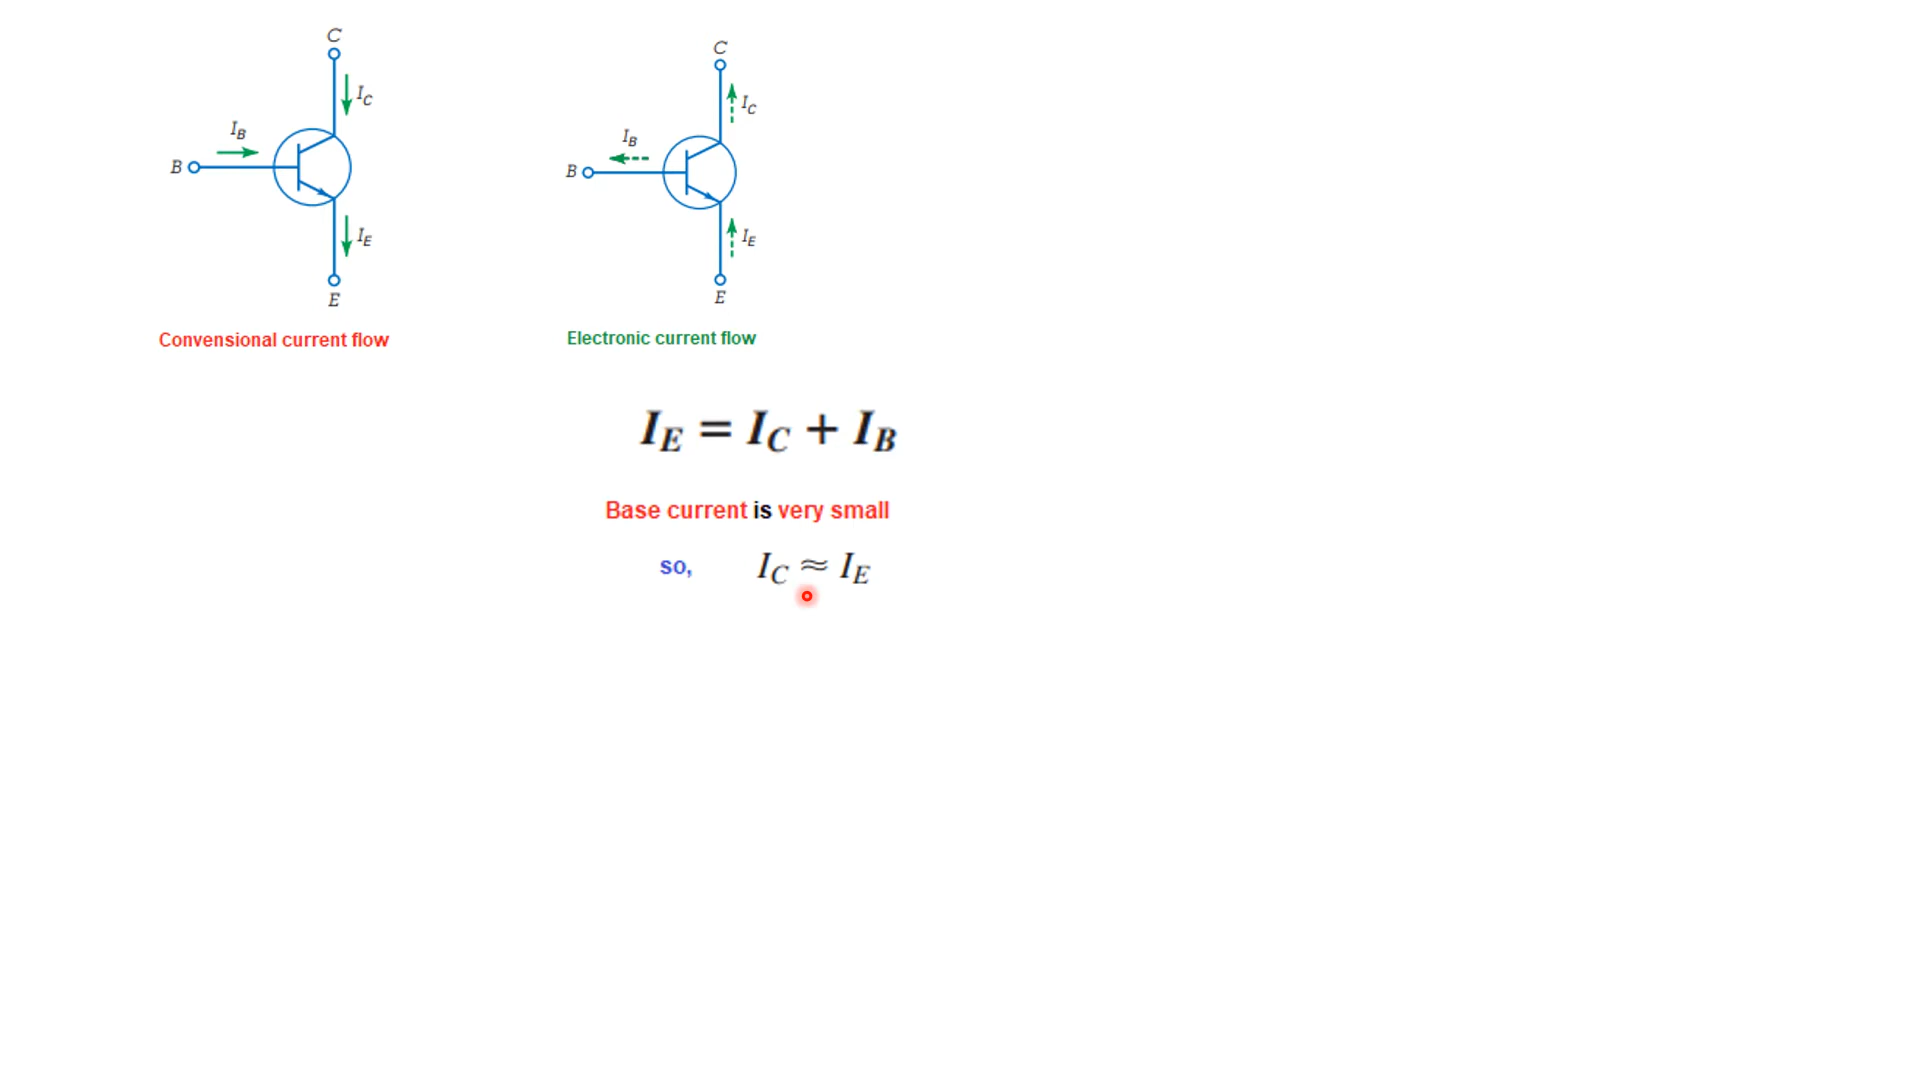 C
I_C
I_B
B
I_E
E
Convensional current flow
C
I_C
I_B
B
I_E
E
Electronic current flow
I_E = I_C + I_B
Base current is very small
so, I_C ≈ I_E